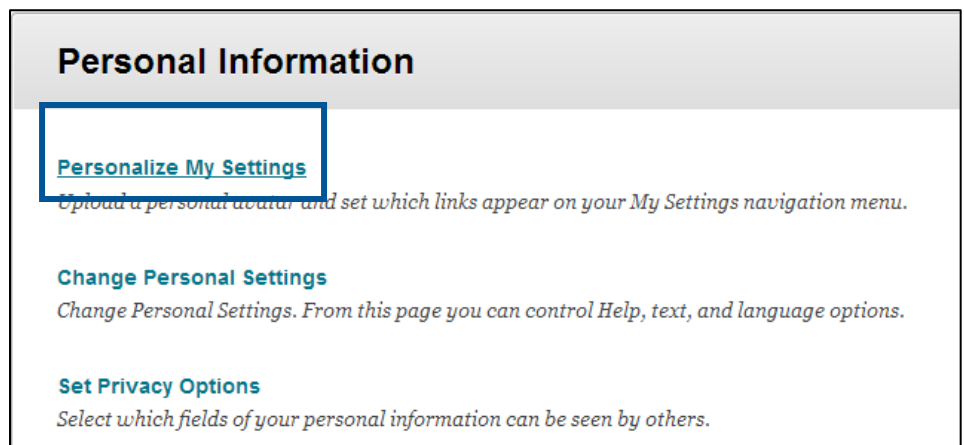 Personal Information
Personalize My Settings
Upload a personal avatar and set which links appear on your My Settings navigation menu.
Change Personal Settings
Change Personal Settings. From this page you can control Help, text, and language options.
Set Privacy Options
Select which fields of your personal information can be seen by others.